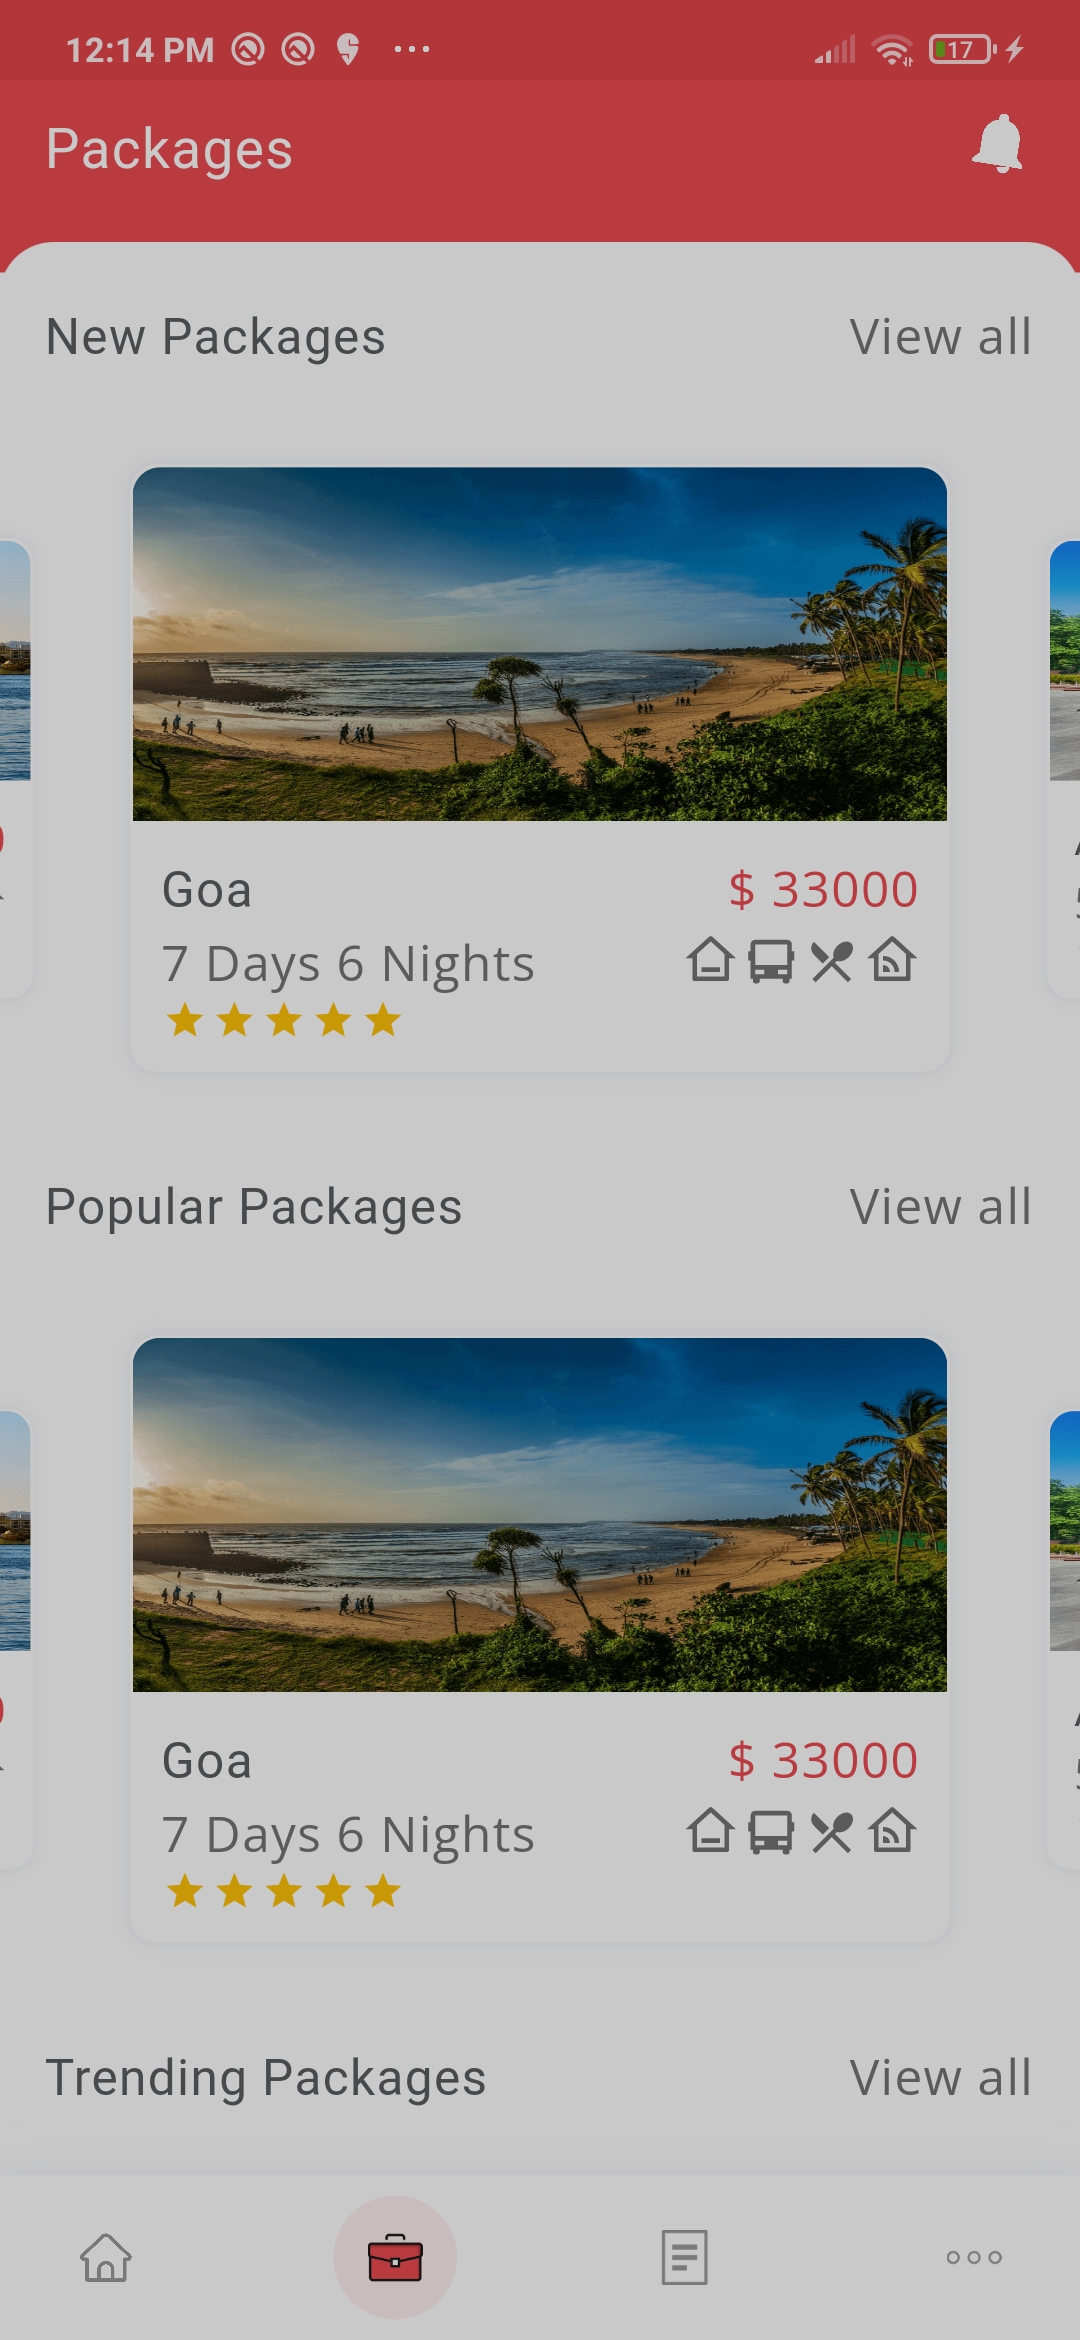 12:14 PM
17
Packages
New Packages View all
Goa $ 33000
7 Days 6 Nights
Popular Packages View all
Goa $ 33000
7 Days 6 Nights
Trending Packages View all